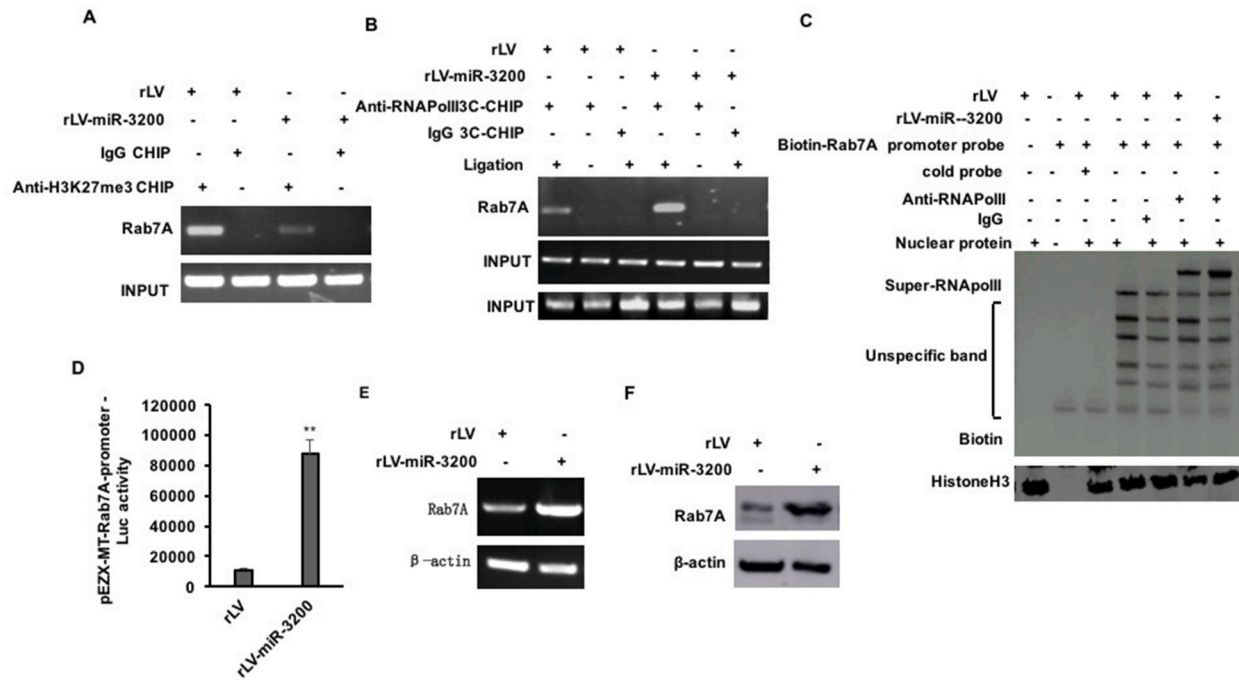 A
rLV + + - -
rLV-miR-3200 - - + +
IgG CHIP - + - +
Anti-H3K27me3 CHIP + - + -
Rab7A
INPUT
B
rLV + + + - - -
rLV-miR-3200 - - - + + +
Anti-RNAPolII3C-CHIP + + - + + -
IgG 3C-CHIP - - + - - +
Ligation + - + + - +
Rab7A
INPUT
INPUT
C
rLV + - + + + + -
rLV-miR--3200 - - - - - - +
Biotin-Rab7A promoter probe - + + + + + +
cold probe - - + - - - -
Anti-RNAPolII - - - - - + +
IgG - - - - + - -
Nuclear protein + - + + + + +
Super-RNApolII
Unspecific band
Biotin
HistoneH3
D
pEZX-MT-Rab7A-promoter -
Luc activity
120000
100000
80000
60000
40000
20000
0
**
rLV
rLV-miR-3200
E
rLV + -
rLV-miR-3200 - +
Rab7A
β-actin
F
rLV + -
rLV-miR-3200 - +
Rab7A
β-actin